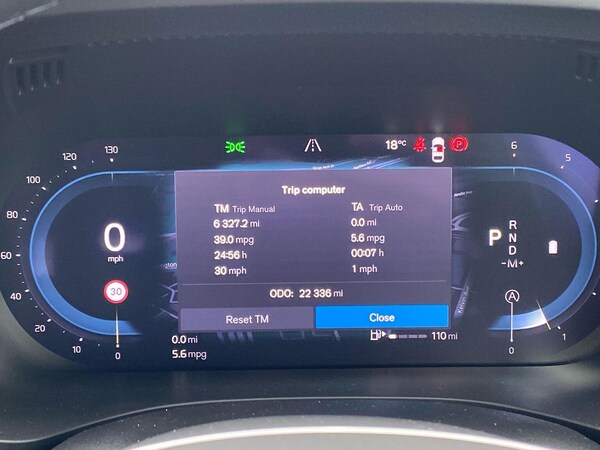 18°C
P
130
120
100
80
60
40
20
10
0
0
mph
30
Trip computer
TM Trip Manual
6 327.2 mi
39.0 mpg
24:56 h
30 mph
TA Trip Auto
0.0 mi
5.6 mpg
00:07 h
1 mph
ODO: 22 336 mi
Reset TM
Close
0.0 mi
5.6 mpg
110 mi
P
R
N
D
-M+
A
6
5
4
1
0